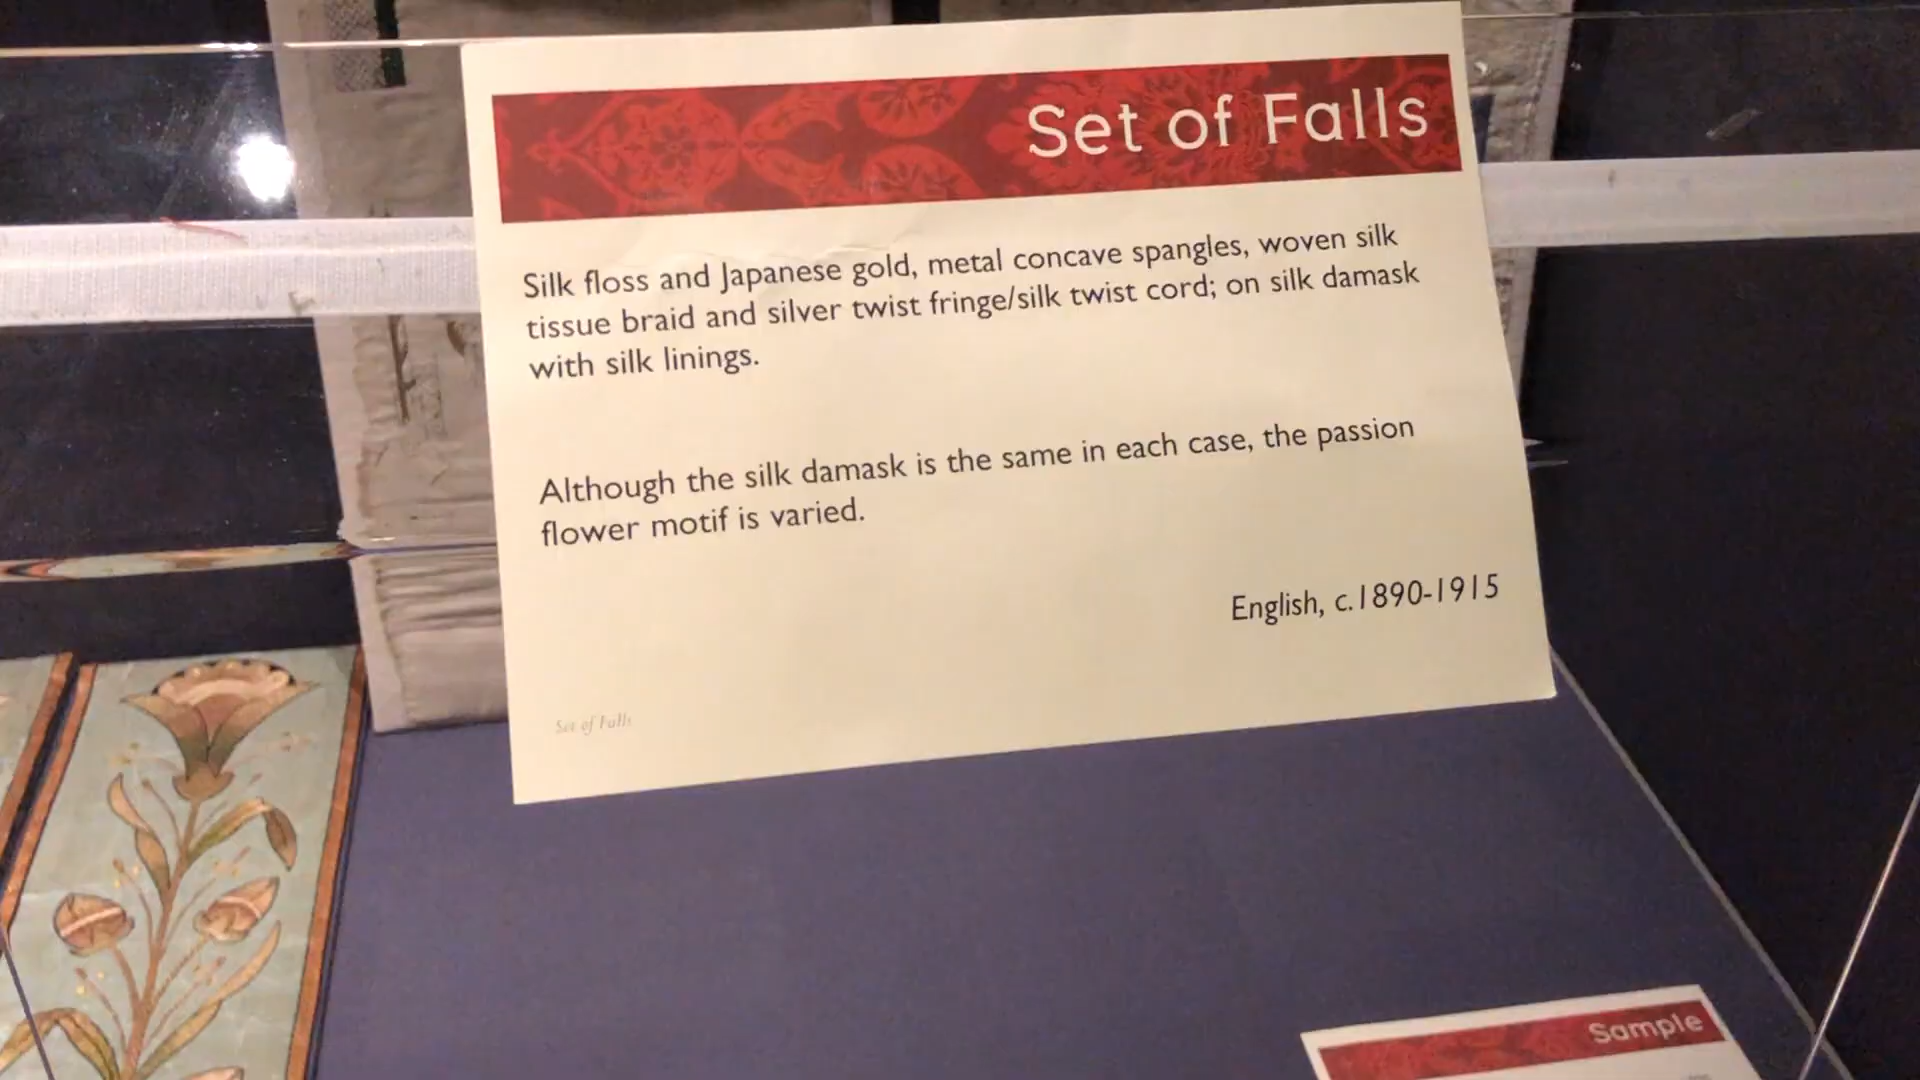 Set of Falls
Silk floss and Japanese gold, metal concave spangles, woven silk
tissue braid and silver twist fringe/silk twist cord; on silk damask
with silk linings.
Although the silk damask is the same in each case, the passion
flower motif is varied.
English, c.1890-1915
Set of Falls
Sample